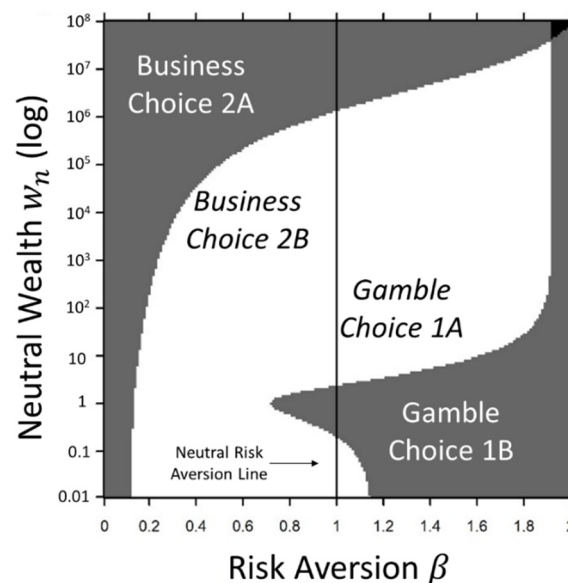 Neutral Wealth wₙ (log)
10⁸
10⁷
10⁶
10⁵
10⁴
10³
10²
10
1
0.1
0.01
Business
Choice 2A
Business
Choice 2B
Gamble
Choice 1A
Gamble
Choice 1B
Neutral Risk
Aversion Line
0 0.2 0.4 0.6 0.8 1 1.2 1.4 1.6 1.8
Risk Aversion β